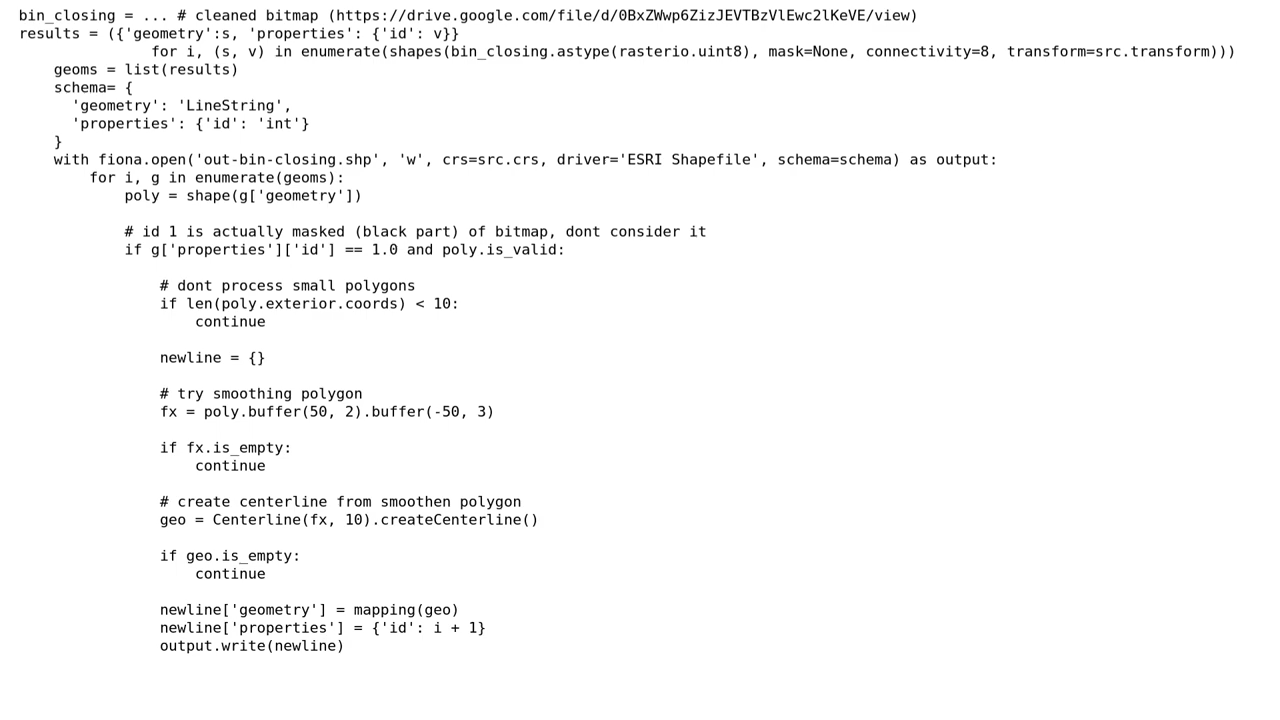 bin_closing = ... # cleaned bitmap (https://drive.google.com/file/d/0BxZWwp6ZizJEVTBzVlEwc2lKeVE/view)
results = ({'geometry':s, 'properties': {'id': v}}
               for i, (s, v) in enumerate(shapes(bin_closing.astype(rasterio.uint8), mask=None, connectivity=8, transform=src.transform)))
    geoms = list(results)
    schema= {
      'geometry': 'LineString',
      'properties': {'id': 'int'}
    }
    with fiona.open('out-bin-closing.shp', 'w', crs=src.crs, driver='ESRI Shapefile', schema=schema) as output:
        for i, g in enumerate(geoms):
            poly = shape(g['geometry'])

            # id 1 is actually masked (black part) of bitmap, dont consider it
            if g['properties']['id'] == 1.0 and poly.is_valid:

                # dont process small polygons
                if len(poly.exterior.coords) < 10:
                    continue

                newline = {}

                # try smoothing polygon
                fx = poly.buffer(50, 2).buffer(-50, 3)

                if fx.is_empty:
                    continue

                # create centerline from smoothen polygon
                geo = Centerline(fx, 10).createCenterline()

                if geo.is_empty:
                    continue

                newline['geometry'] = mapping(geo)
                newline['properties'] = {'id': i + 1}
                output.write(newline)